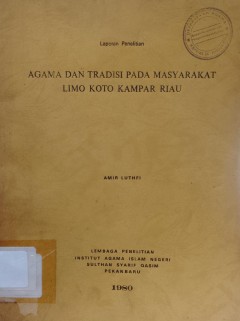 Laporan Penelitian
AGAMA DAN TRADISI PADA MASYARAKAT
LIMO KOTO KAMPAR RIAU
AMIR LUTHFI
LEMBAGA PENELITIAN
INSTITUT AGAMA ISLAM NEGERI
SULTHAN SYARIF QASIM
PEKANBARU
1980